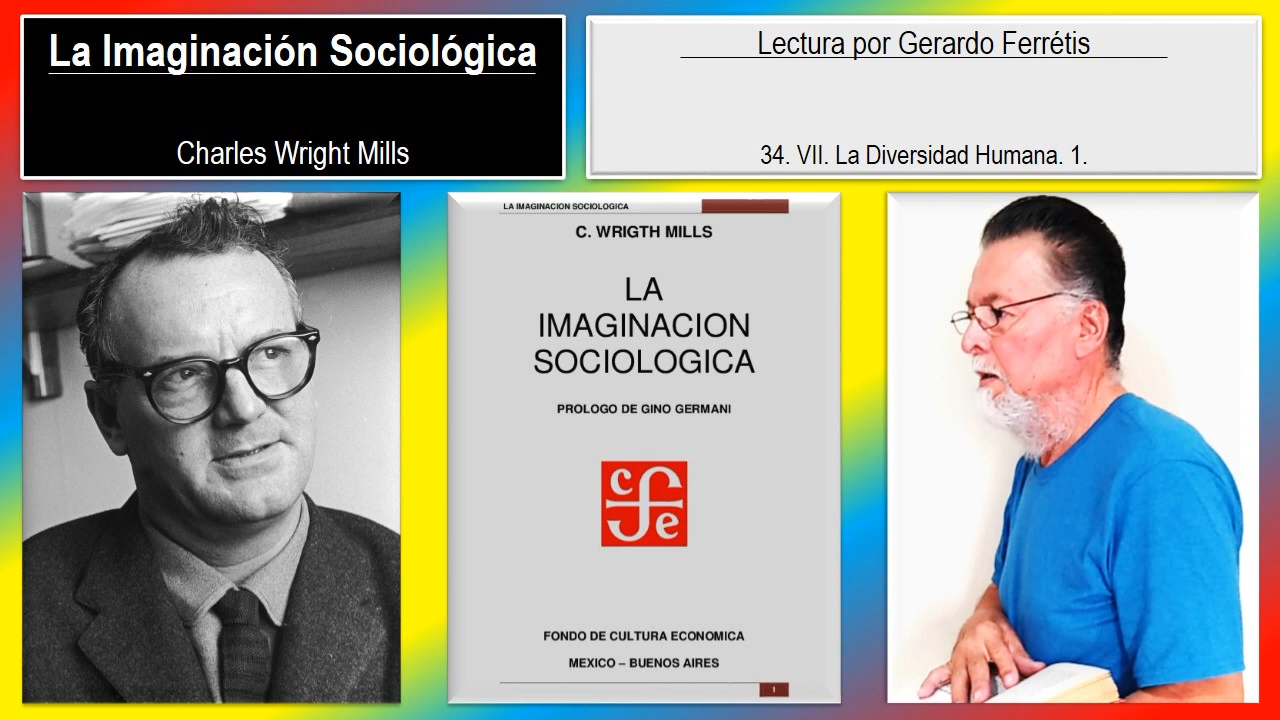 La Imaginación Sociológica
Charles Wright Mills
Lectura por Gerardo Ferrétis
34. VII. La Diversidad Humana. 1.
LA IMAGINACION SOCIOLOGICA
C. WRIGTH MILLS
LA
IMAGINACION
SOCIOLOGICA
PROLOGO DE GINO GERMANI
cfe
FONDO DE CULTURA ECONOMICA
MEXICO – BUENOS AIRES
1